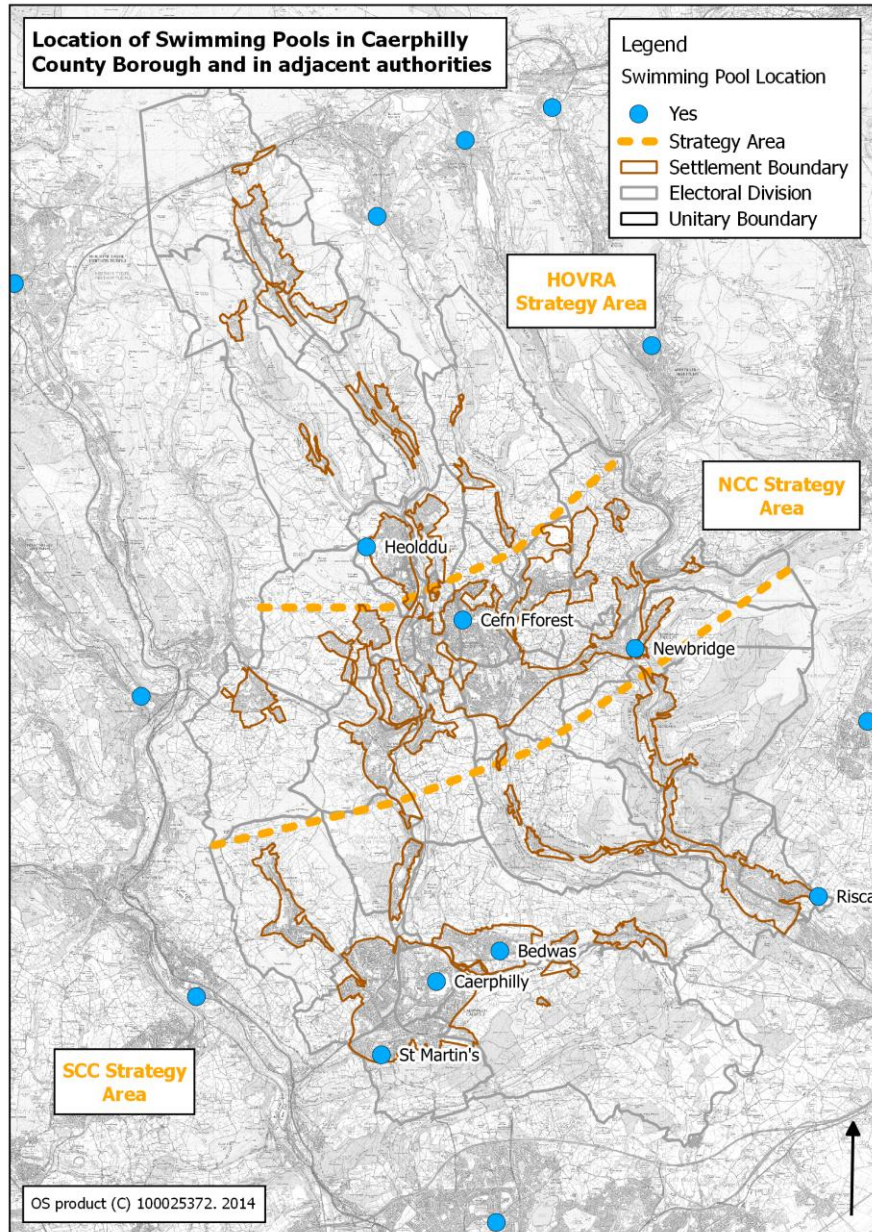 Location of Swimming Pools in Caerphilly
County Borough and in adjacent authorities
Legend
Swimming Pool Location
Yes
Strategy Area
Settlement Boundary
Electoral Division
Unitary Boundary
HOVRA
Strategy Area
NCC Strategy
Area
Heolddu
Cefn Fforest
Newbridge
Risca
Bedwas
Caerphilly
St Martin's
SCC Strategy
Area
OS product (C) 100025372. 2014